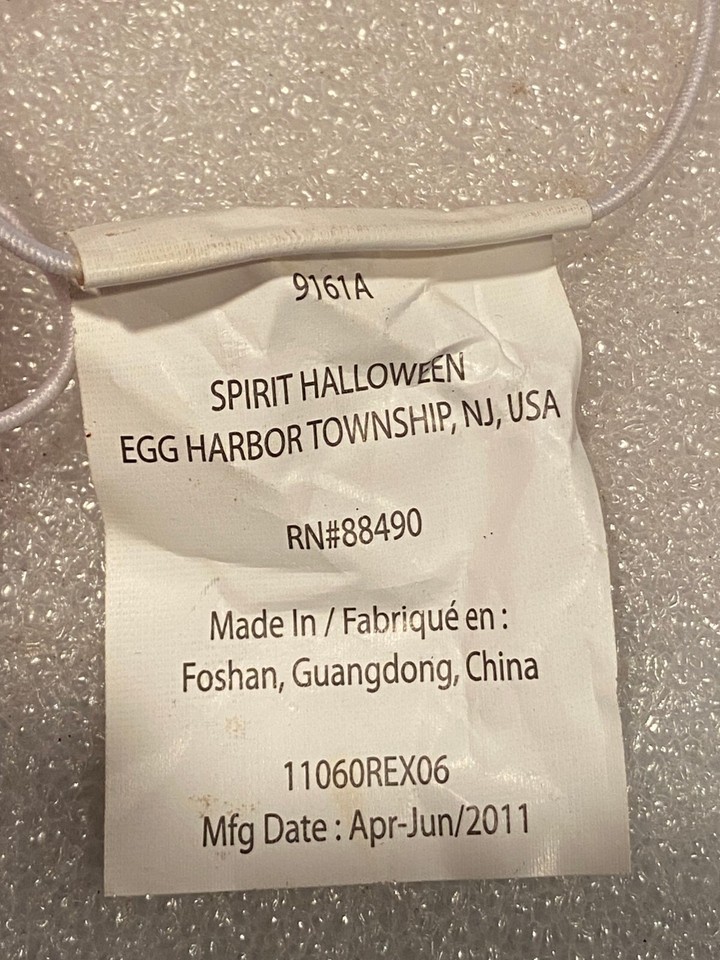 9161A
SPIRIT HALLOWEEN
EGG HARBOR TOWNSHIP, NJ, USA
RN#88490
Made In / Fabriqué en :
Foshan, Guangdong, China
11060REX06
Mfg Date : Apr-Jun/2011